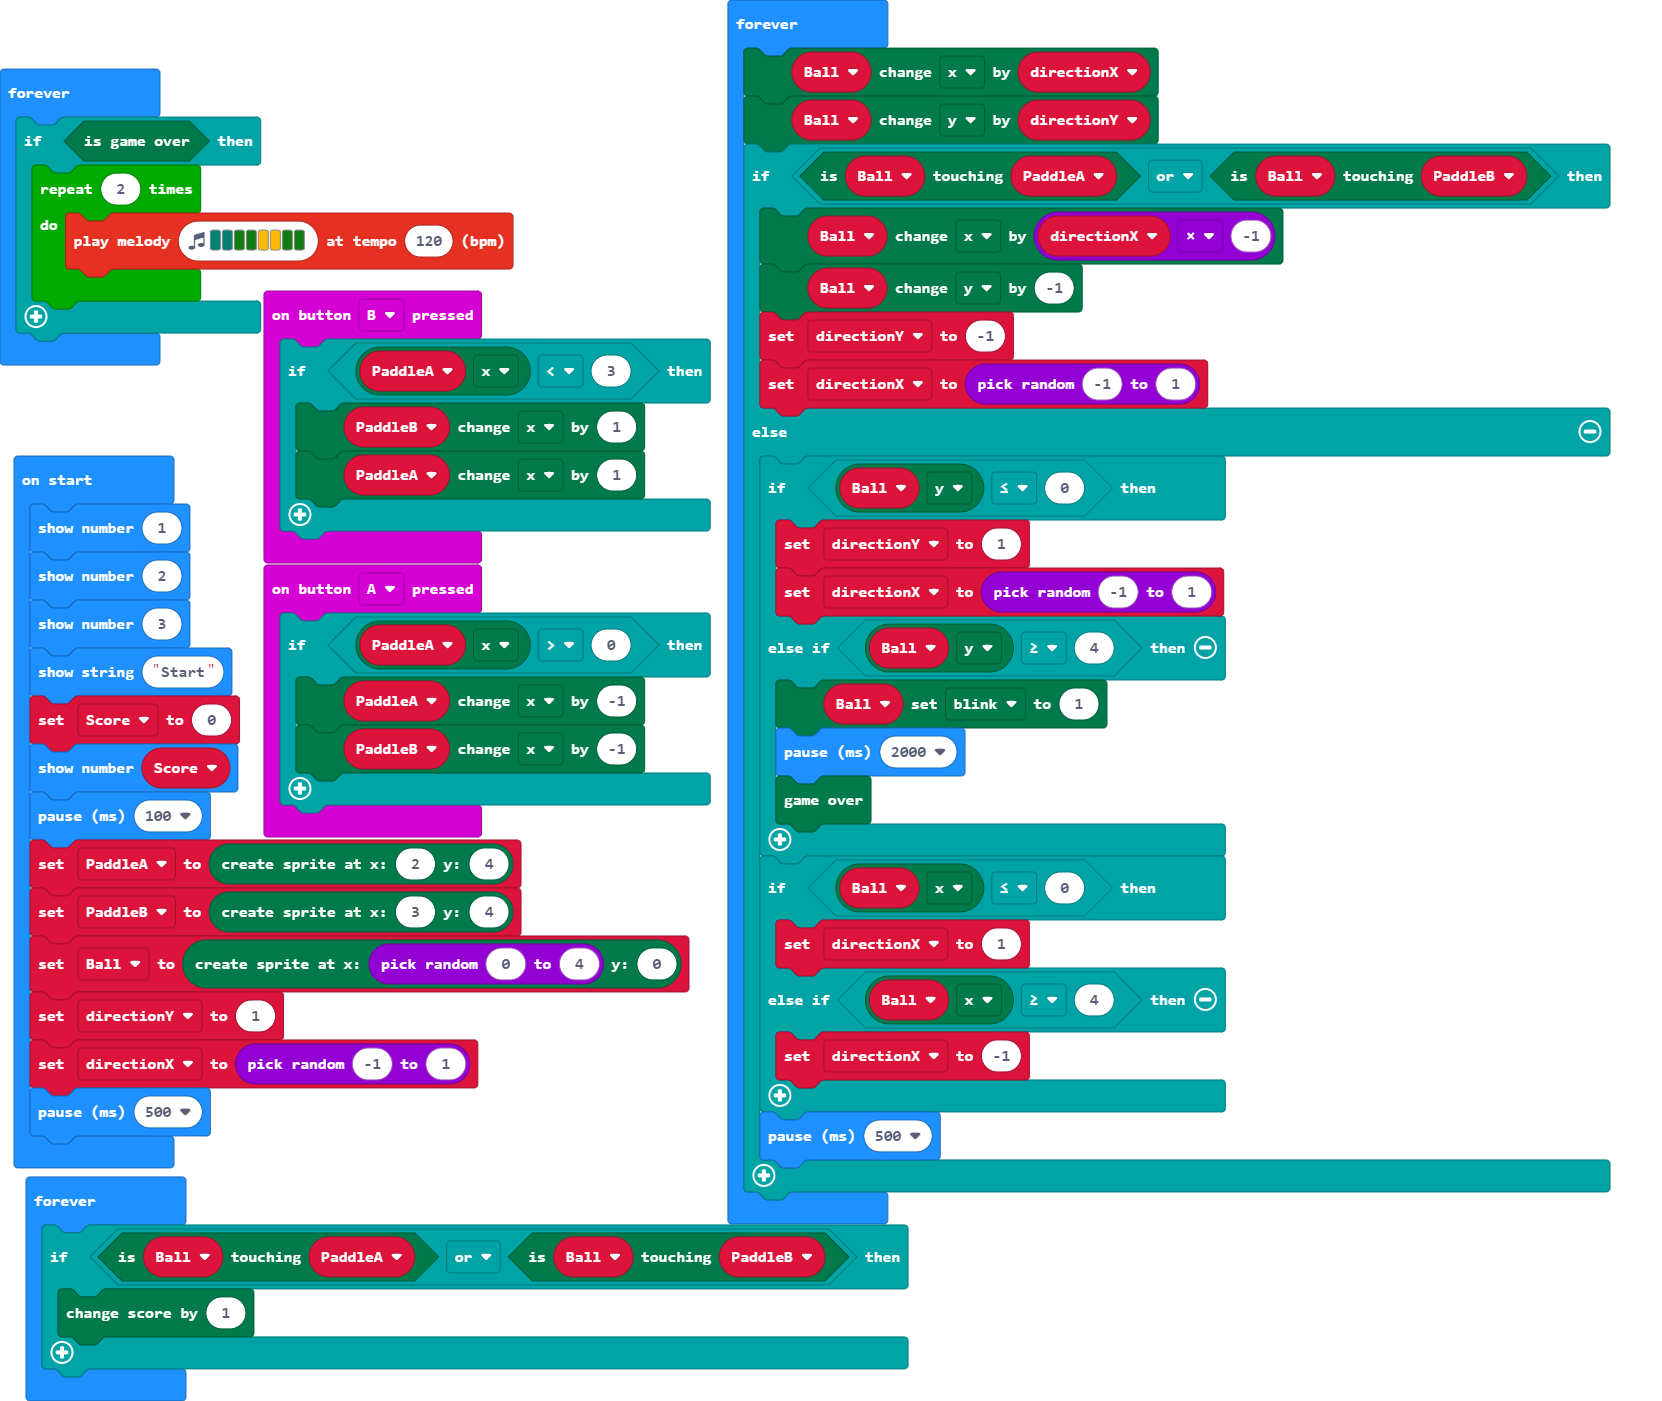 forever
if is game over then
repeat 2 times
do
play melody at tempo 120 (bpm)
on button B pressed
if PaddleA x < 3 then
PaddleB change x by 1
PaddleA change x by 1
on button A pressed
if PaddleA x > 0 then
PaddleA change x by -1
PaddleB change x by -1
on start
show number 1
show number 2
show number 3
show string "Start"
set Score to 0
show number Score
pause (ms) 100
set PaddleA to create sprite at x: 2 y: 4
set PaddleB to create sprite at x: 3 y: 4
set Ball to create sprite at x: pick random 0 to 4 y: 0
set directionY to 1
set directionX to pick random -1 to 1
pause (ms) 500
forever
if is Ball touching PaddleA or is Ball touching PaddleB then
change score by 1
forever
Ball change x by directionX
Ball change y by directionY
if is Ball touching PaddleA or is Ball touching PaddleB then
Ball change x by directionX × -1
Ball change y by -1
set directionY to -1
set directionX to pick random -1 to 1
else
if Ball y ≤ 0 then
set directionY to 1
set directionX to pick random -1 to 1
else if Ball y ≥ 4 then
Ball set blink to 1
pause (ms) 2000
game over
if Ball x ≤ 0 then
set directionX to 1
else if Ball x ≥ 4 then
set directionX to -1
pause (ms) 500